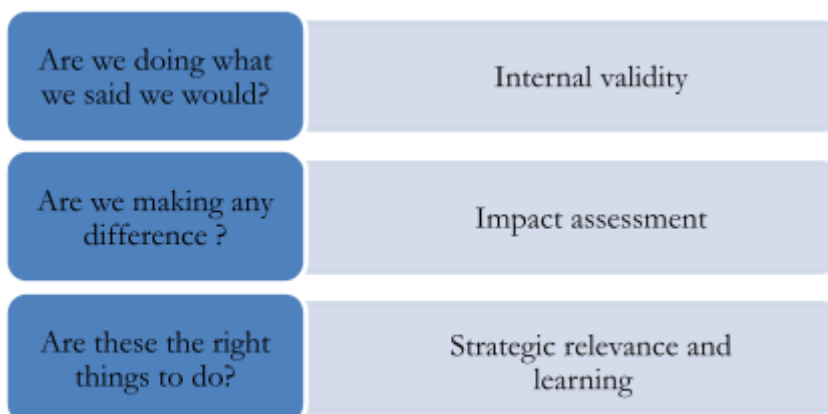 Are we doing what
we said we would?
Internal validity
Are we making any
difference ?
Impact assessment
Are these the right
things to do?
Strategic relevance and
learning